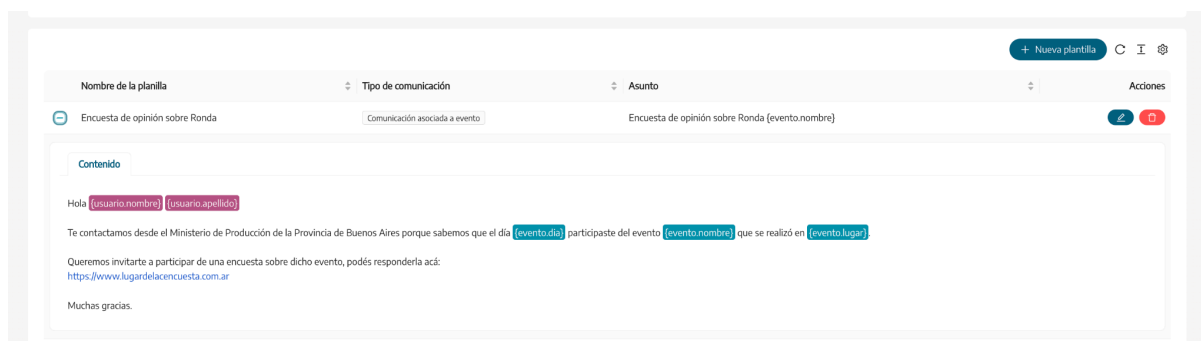 + Nueva plantilla
Nombre de la planilla Tipo de comunicación Asunto Acciones
Encuesta de opinión sobre Ronda Comunicación asociada a evento Encuesta de opinión sobre Ronda {evento.nombre}
Contenido
Hola {usuario.nombre} {usuario.apellido}
Te contactamos desde el Ministerio de Producción de la Provincia de Buenos Aires porque sabemos que el día {evento.dia} participaste del evento {evento.nombre} que se realizó en {evento.lugar}.
Queremos invitarte a participar de una encuesta sobre dicho evento, podés responderla acá:
https://www.lugardelacencuesta.com.ar
Muchas gracias.